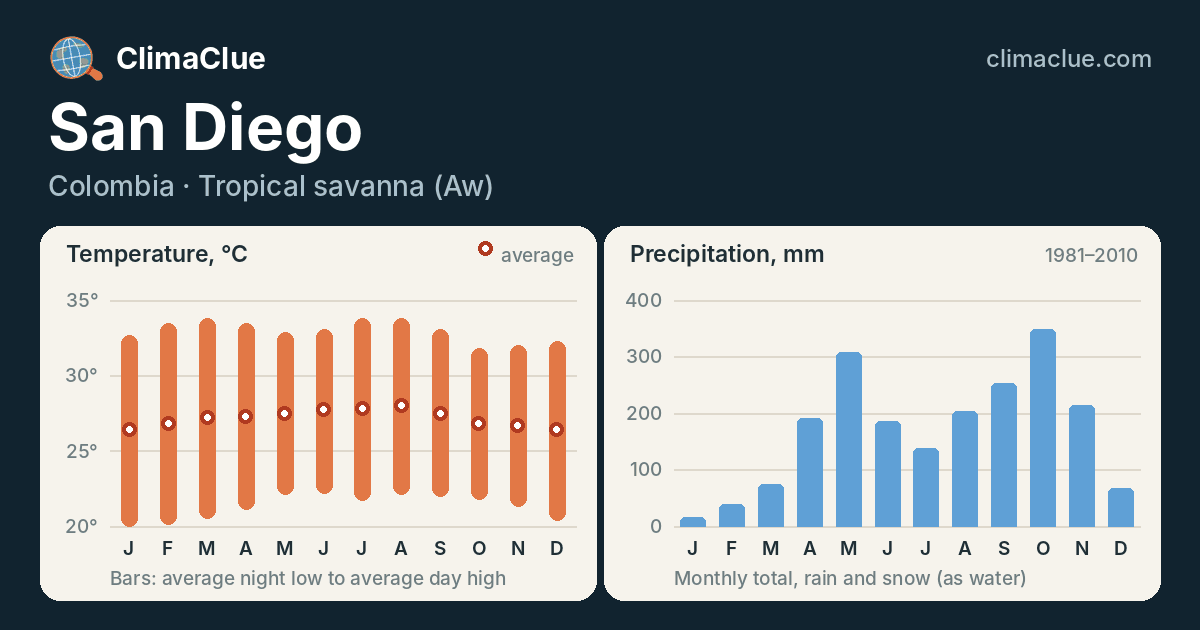 ClimaClue
climaclue.com
San Diego
Colombia · Tropical savanna (Aw)
Temperature, °C
average
35°
30°
25°
20°
J F M A M J J A S O N D
Bars: average night low to average day high
Precipitation, mm
1981–2010
400
300
200
100
0
J F M A M J J A S O N D
Monthly total, rain and snow (as water)